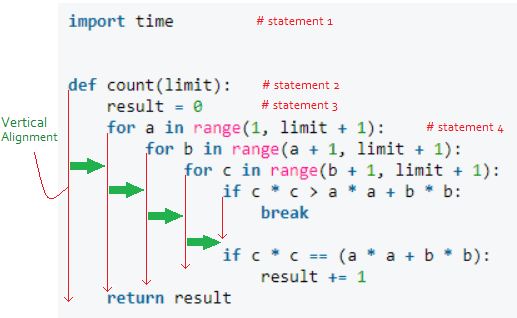 import time # statement 1
def count(limit): # statement 2
result = 0 # statement 3
for a in range(1, limit + 1): # statement 4
Vertical
Alignment
for b in range(a + 1, limit + 1):
for c in range(b + 1, limit + 1):
if c * c > a * a + b * b:
break
if c * c == (a * a + b * b):
result += 1
return result